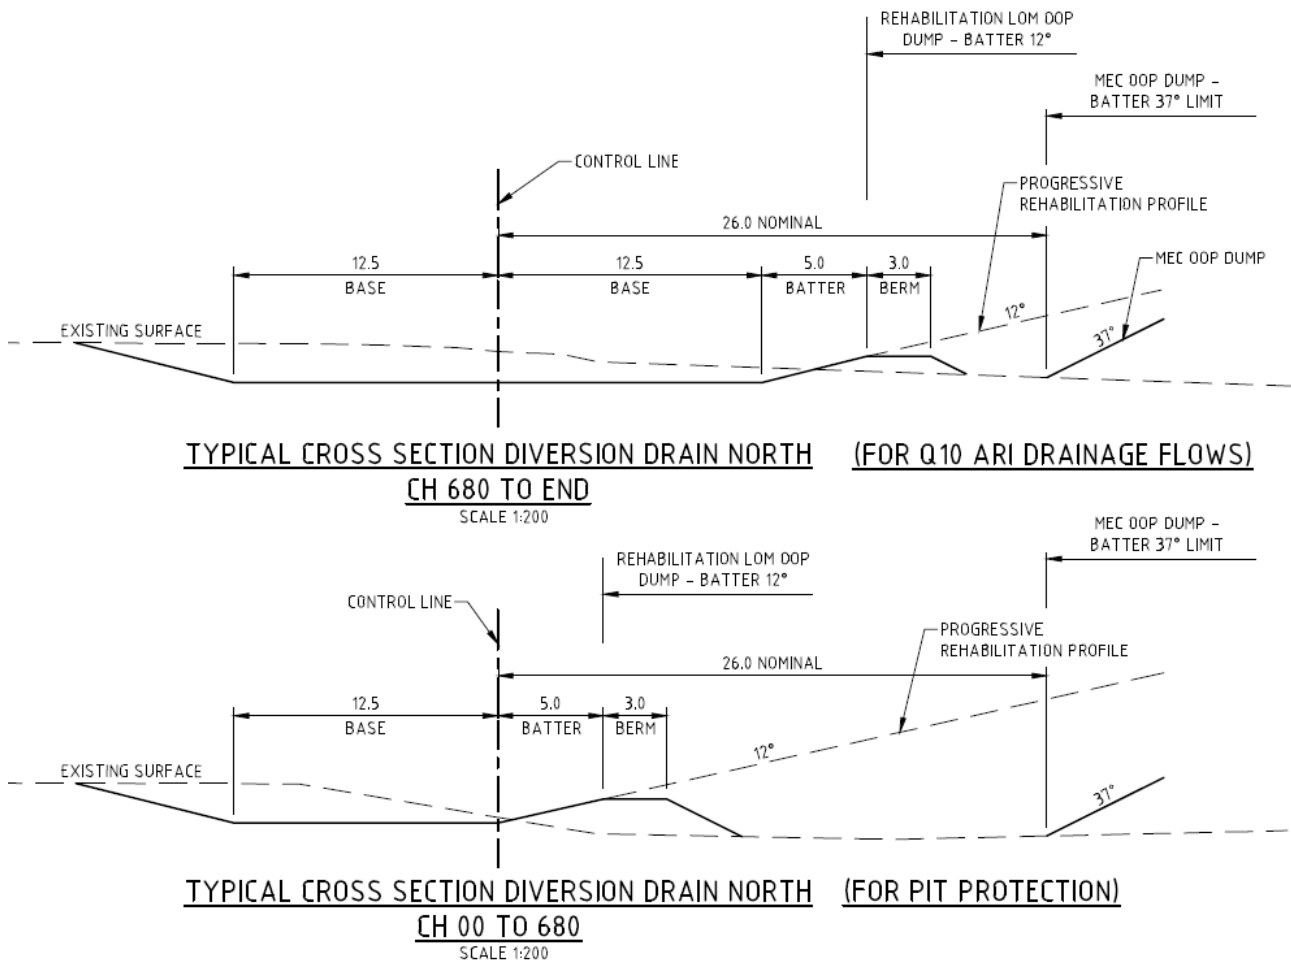 REHABILITATION LOM OOP
DUMP - BATTER 12°
MEC OOP DUMP -
BATTER 37° LIMIT
CONTROL LINE
PROGRESSIVE
REHABILITATION PROFILE
26.0 NOMINAL
MEC OOP DUMP
12.5
BASE
12.5
BASE
5.0
BATTER
3.0
BERM
12°
EXISTING SURFACE
37°
TYPICAL CROSS SECTION DIVERSION DRAIN NORTH (FOR Q10 ARI DRAINAGE FLOWS)
CH 680 TO END
SCALE 1:200
MEC OOP DUMP -
BATTER 37° LIMIT
REHABILITATION LOM OOP
DUMP - BATTER 12°
CONTROL LINE
PROGRESSIVE
REHABILITATION PROFILE
26.0 NOMINAL
12.5
BASE
5.0
BATTER
3.0
BERM
12°
EXISTING SURFACE
37°
TYPICAL CROSS SECTION DIVERSION DRAIN NORTH (FOR PIT PROTECTION)
CH 00 TO 680
SCALE 1:200